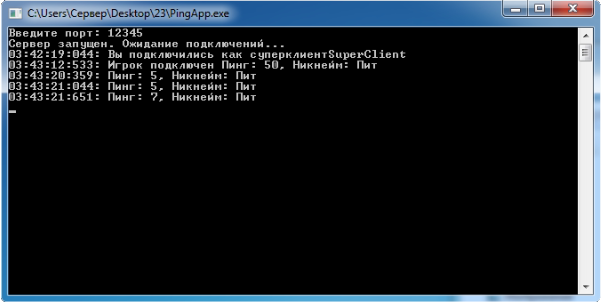 C:\Users\Сервер\Desktop\23\PingApp.exe
Введите порт: 12345
Сервер запущен. Ожидание подключений...
03:42:19:044: Вы подключились как суперклиентSuperClient
03:43:12:533: Игрок подключен Пинг: 50, Никнейм: Пит
03:43:20:359: Пинг: 5, Никнейм: Пит
03:43:21:044: Пинг: 5, Никнейм: Пит
03:43:21:651: Пинг: 7, Никнейм: Пит